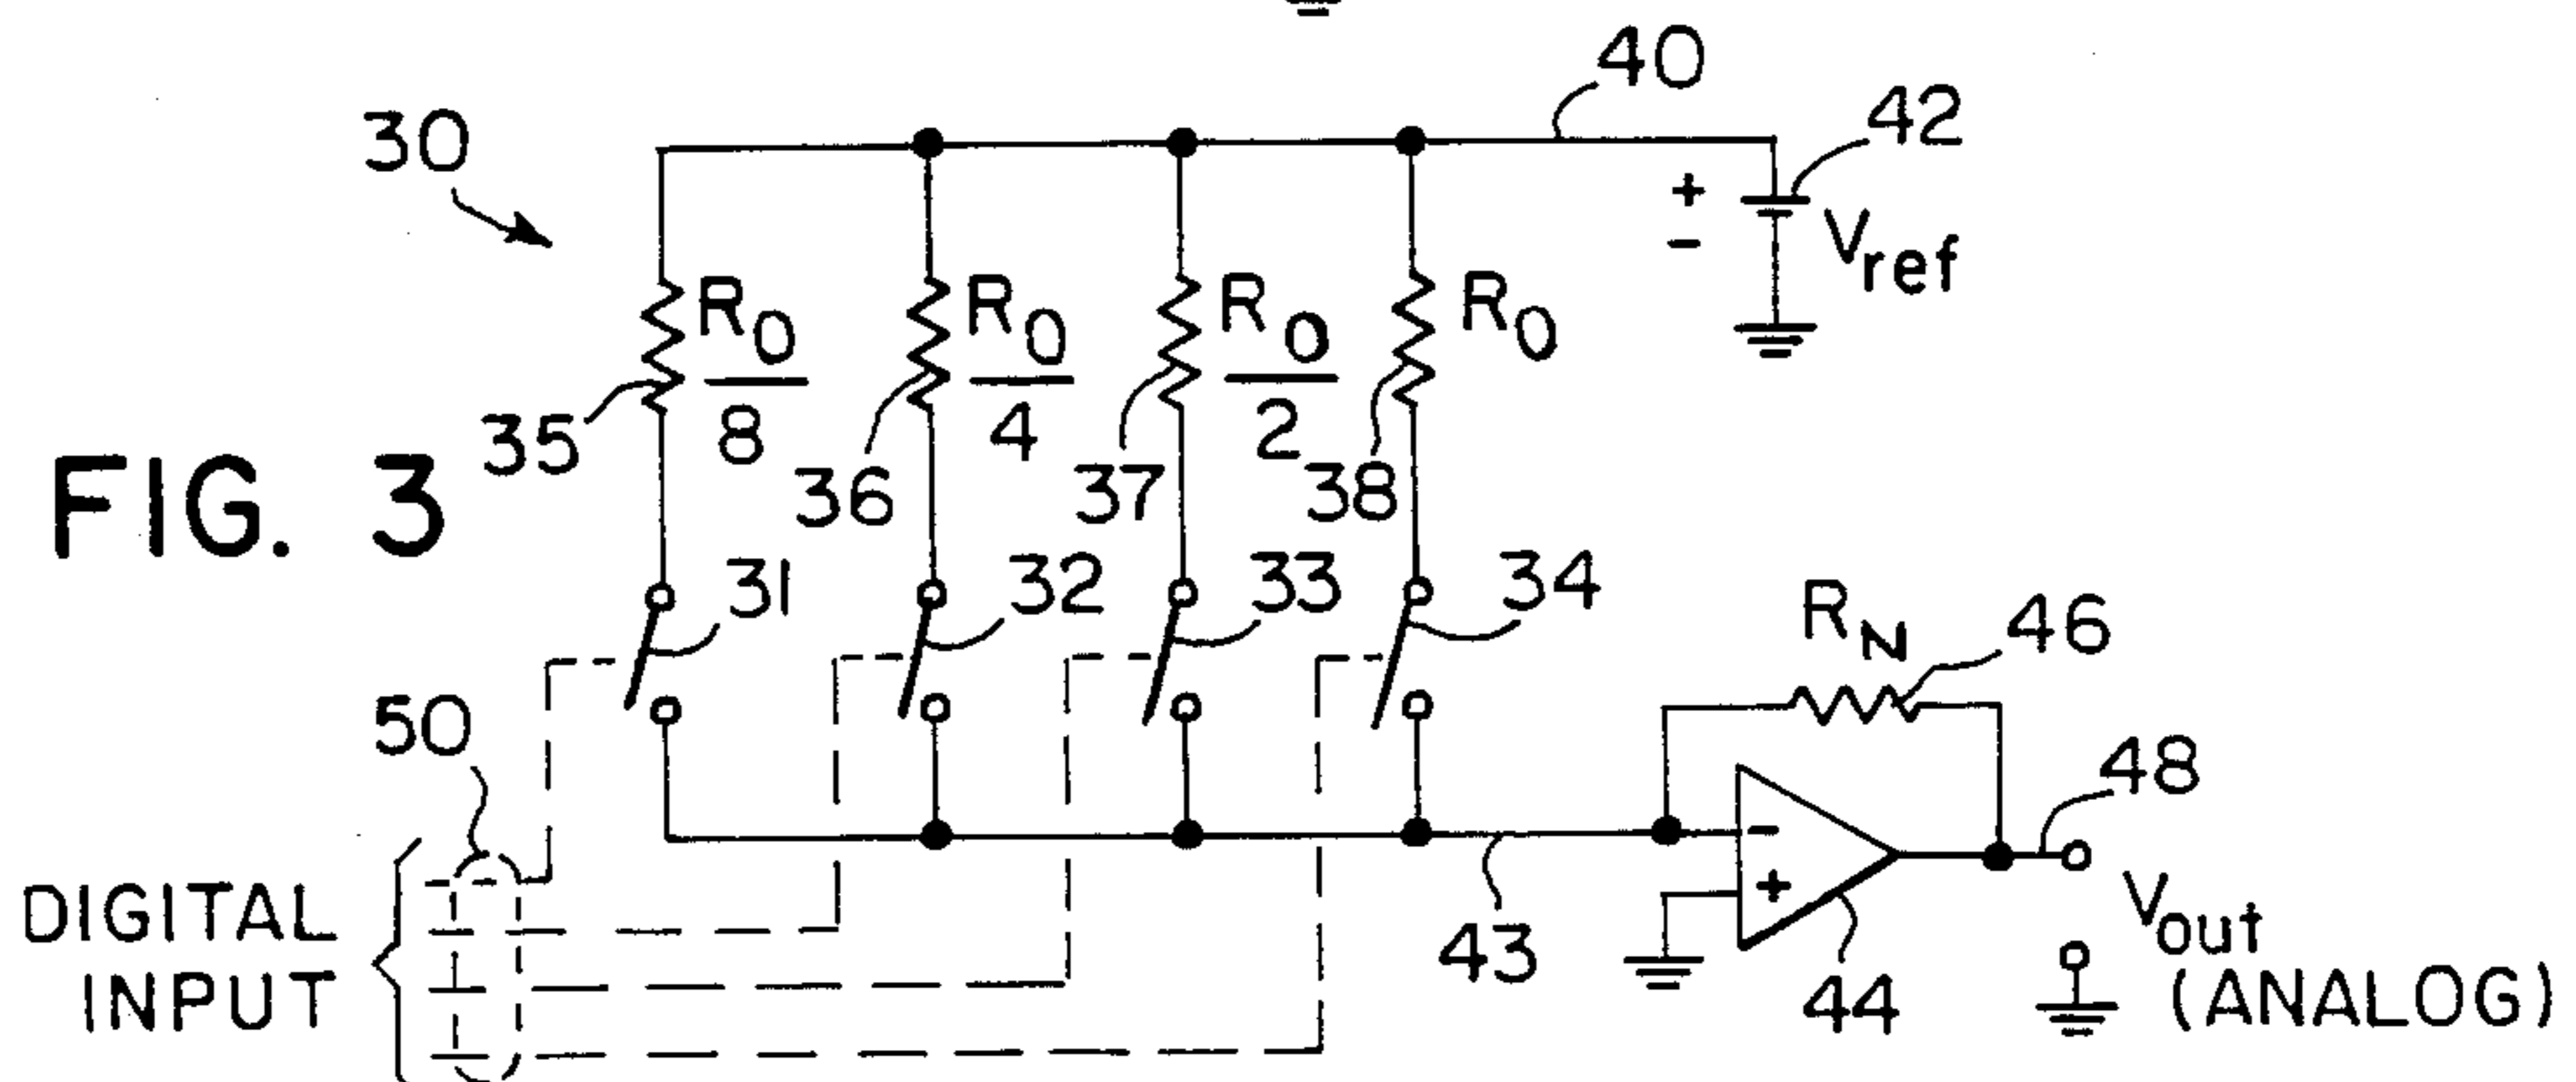 40
42
30
+
-
Vref
R0/8
R0/4
R0/2
R0
35
36
37
38
FIG. 3
31
32
33
34
RN
46
50
48
-
+
DIGITAL
INPUT
43
44
Vout
(ANALOG)